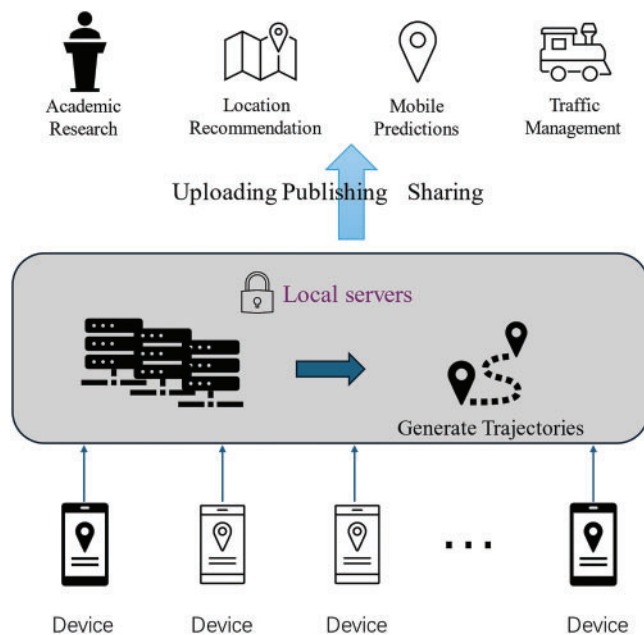 Academic
Research
Location
Recommendation
Mobile
Predictions
Traffic
Management
Uploading Publishing Sharing
Local servers
Generate Trajectories
Device
Device
Device
Device